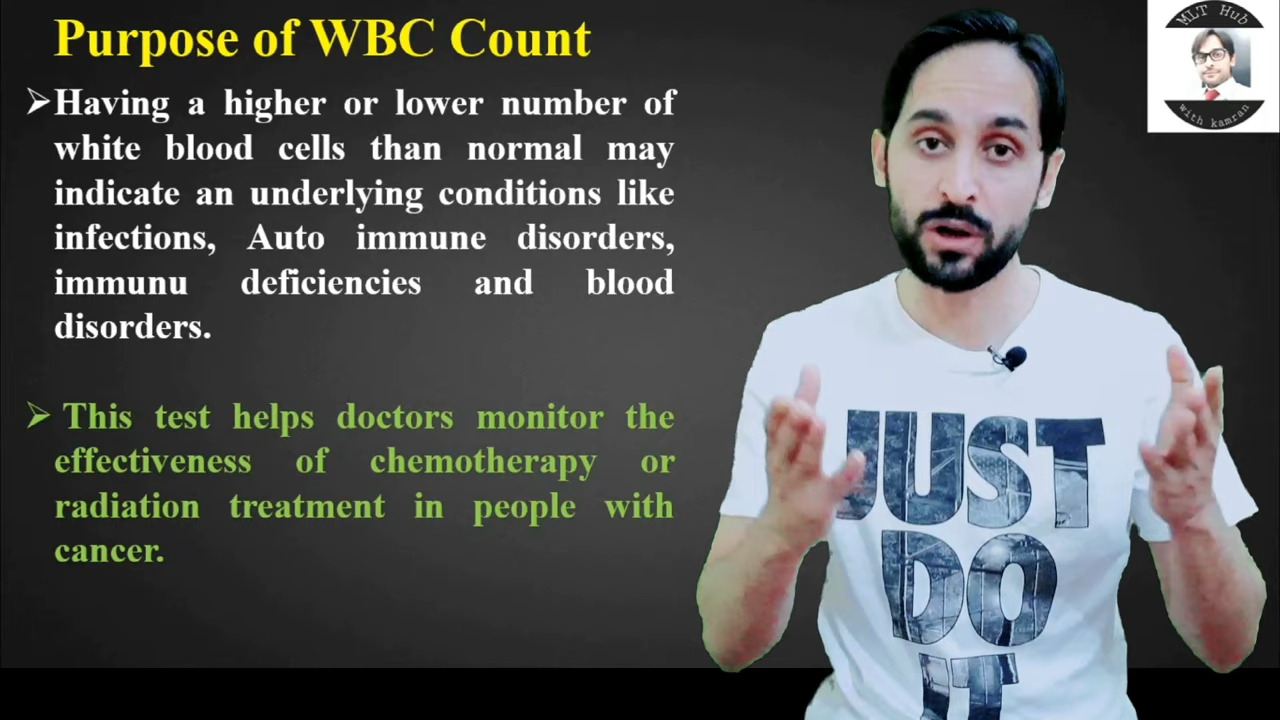 Purpose of WBC Count
➢Having a higher or lower number of
white blood cells than normal may
indicate an underlying conditions like
infections, Auto immune disorders,
immunu deficiencies and blood
disorders.
➢ This test helps doctors monitor the
effectiveness of chemotherapy or
radiation treatment in people with
cancer.
MLT Hub
with kamran
JUST
DO
IT